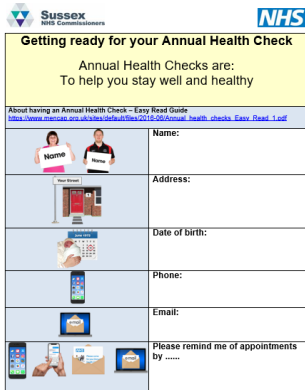 Sussex
NHS Commissioners
NHS
Getting ready for your Annual Health Check
Annual Health Checks are:
To help you stay well and healthy
About having an Annual Health Check – Easy Read Guide
https://www.mencap.org.uk/sites/default/files/2016-06/Annual_health_checks_Easy_Read_1.pdf
Name Name
Name:
Your Street
Address:
Date of birth:
Phone:
email
Email:
Please remind me of appointments
by ......
email